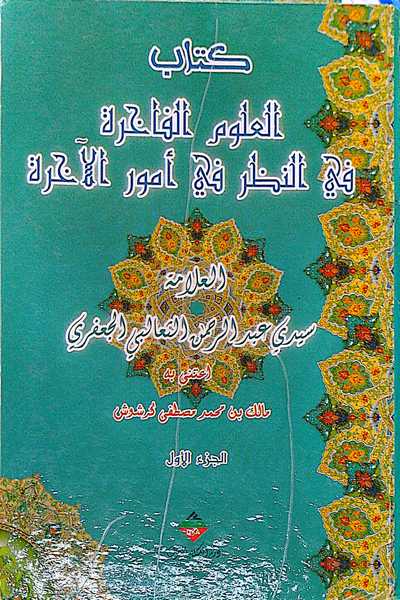 كتاب
العلوم الفاخرة
في النظر في أمور الآخرة
العلامة
سيدي عبد الرحمن الثعالبي الجعفري
اعتنى به
مالك بن محمد مصطفى كرشوش
الجزء الأول